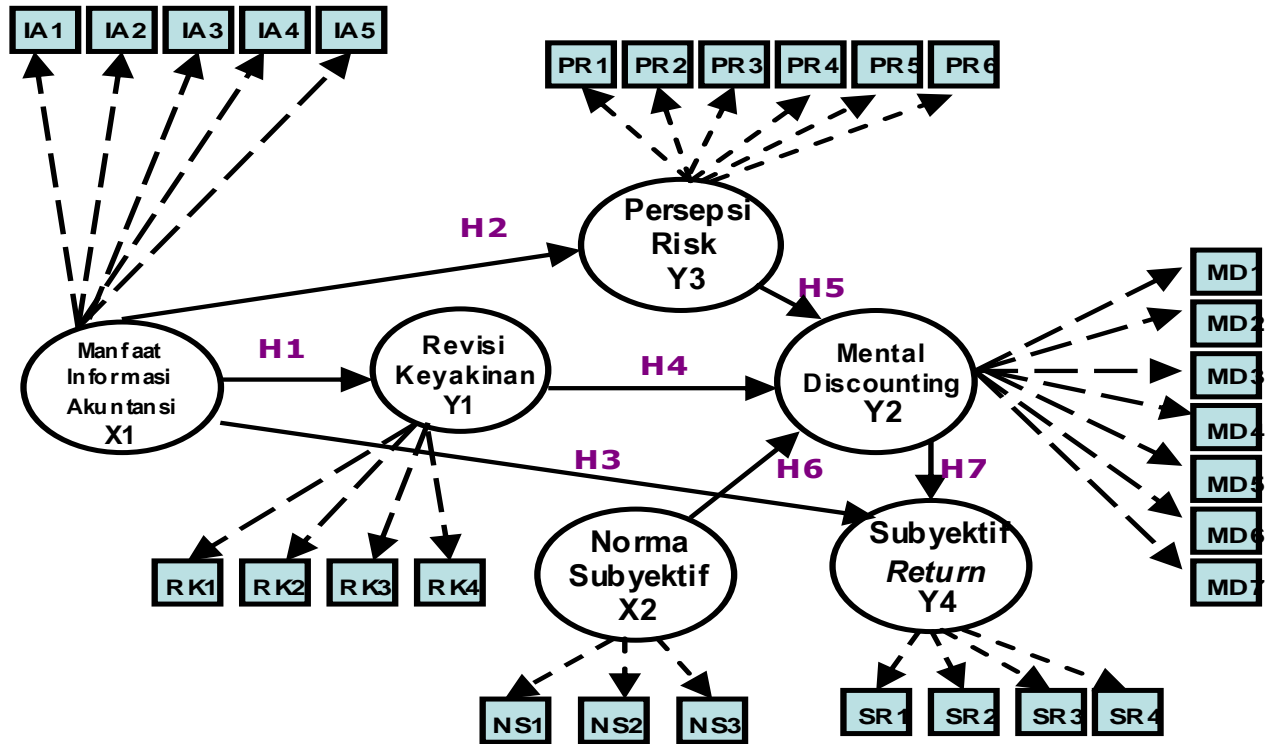 IA1 IA2 IA3 IA4 IA5
PR1 PR2 PR3 PR4 PR5 PR6
Persepsi
Risk
Y3
H2
H5
H1
Manfaat
Informasi
Akuntansi
X1
Revisi
Keyakinan
Y1
H4
Mental
Discounting
Y2
MD1
MD2
MD3
MD4
MD5
MD6
MD7
H3
H6
H7
RK1 RK2 RK3 RK4
Norma
Subyektif
X2
Subyektif
Return
Y4
NS1 NS2 NS3
SR1 SR2 SR3 SR4